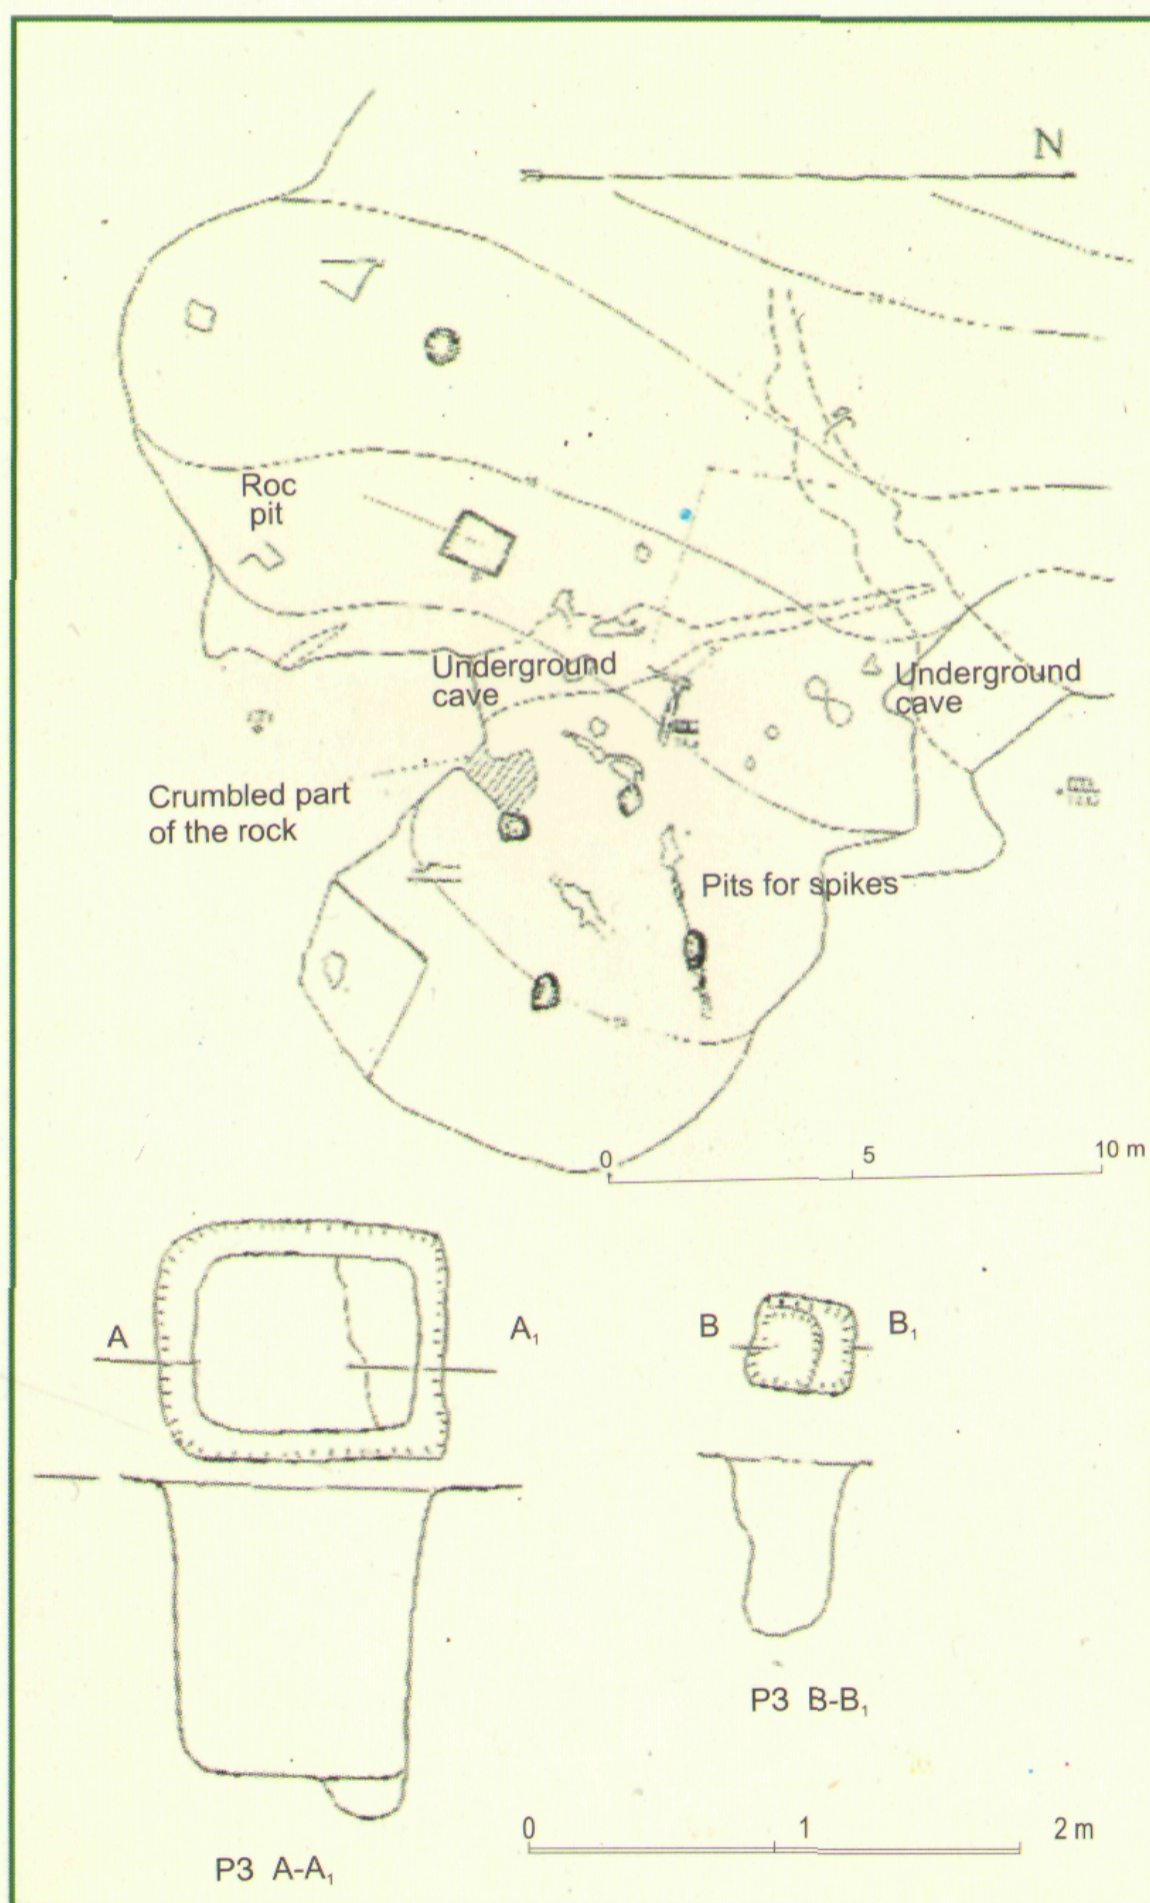 N
Roc
pit
Underground
cave
Underground
cave
Crumbled part
of the rock
Pits for spikes
0 5 10 m
A A₁
B B₁
P3 B-B₁
0 1 2 m
P3 A-A₁